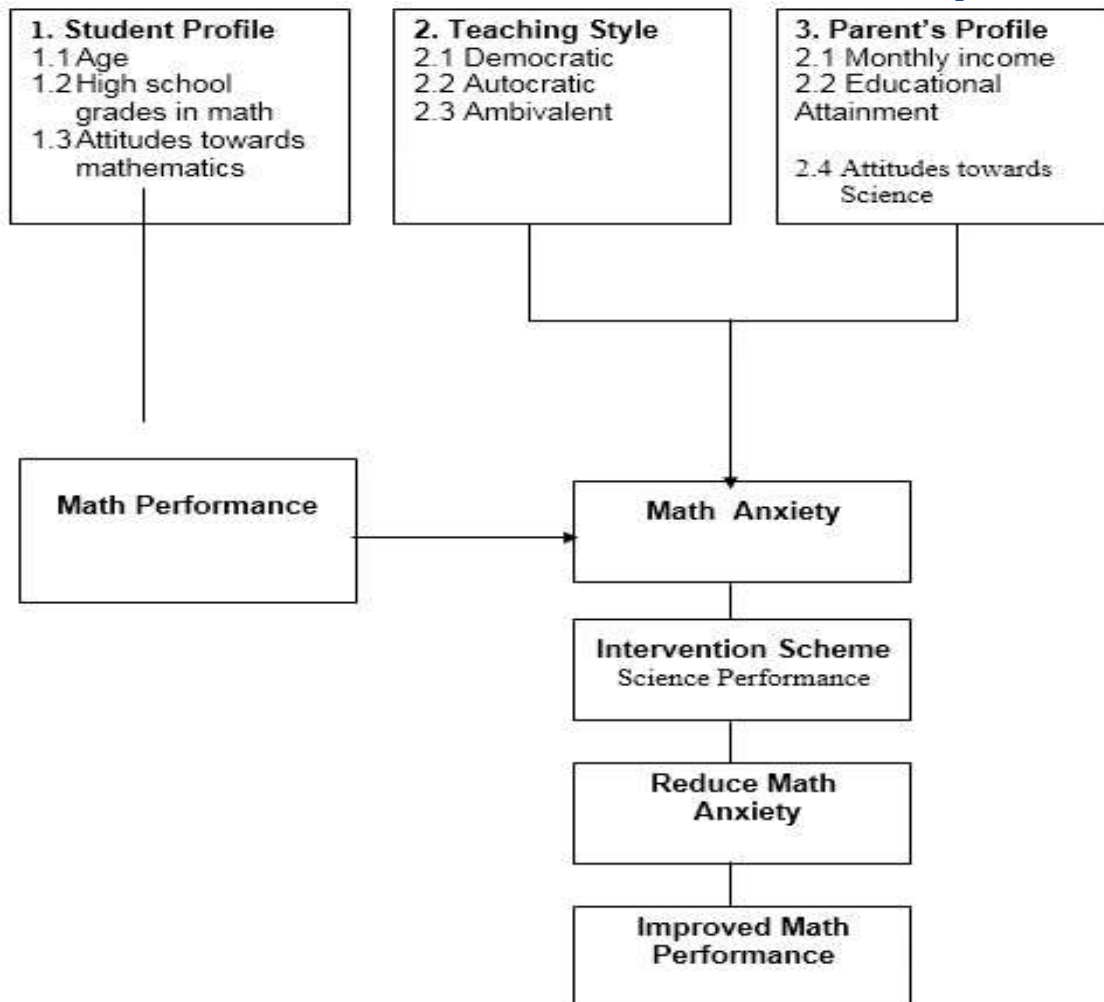 1. Student Profile
1.1 Age
1.2 High school
grades in math
1.3 Attitudes towards
mathematics
2. Teaching Style
2.1 Democratic
2.2 Autocratic
2.3 Ambivalent
3. Parent’s Profile
2.1 Monthly income
2.2 Educational
Attainment
2.4 Attitudes towards
Science
Math Performance
Math Anxiety
Intervention Scheme
Science Performance
Reduce Math
Anxiety
Improved Math
Performance